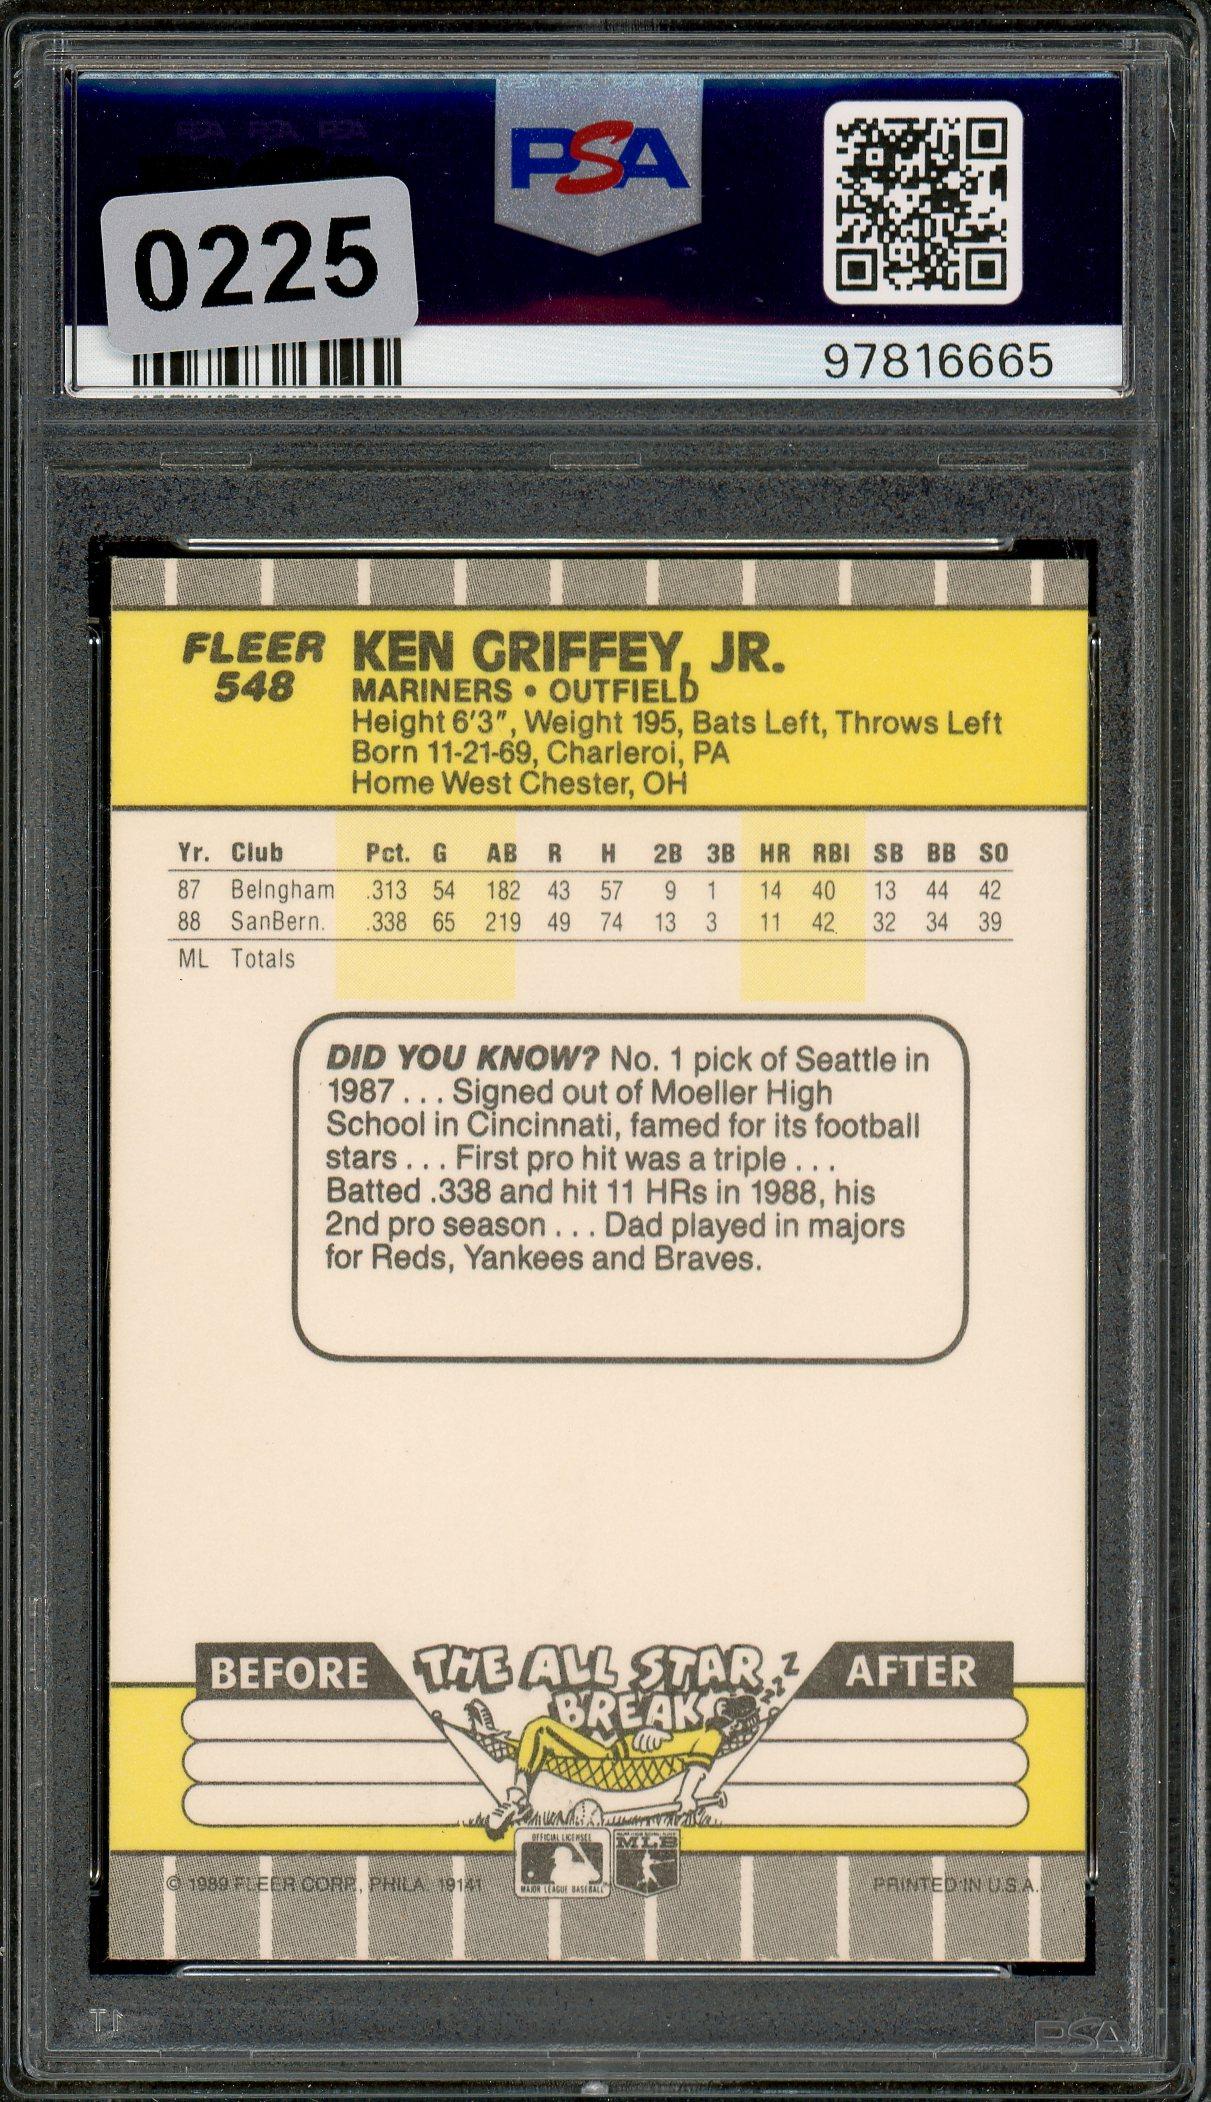 PSA
0225
97816665
FLEER
548
KEN GRIFFEY, JR.
MARINERS • OUTFIELD
Height 6'3", Weight 195, Bats Left, Throws Left
Born 11-21-69, Charleroi, PA
Home West Chester, OH
Yr. Club Pct. G AB R H 2B 3B HR RBI SB BB SO
87 Belngham .313 54 182 43 57 9 1 14 40 13 44 42
88 SanBern. .338 65 219 49 74 13 3 11 42 32 34 39
ML Totals
DID YOU KNOW? No. 1 pick of Seattle in
1987 . . . Signed out of Moeller High
School in Cincinnati, famed for its football
stars . . . First pro hit was a triple . . .
Batted .338 and hit 11 HRs in 1988, his
2nd pro season . . . Dad played in majors
for Reds, Yankees and Braves.
BEFORE THE ALL STAR BREAK AFTER
Z
Z
Z
OFFICIAL LICENSEE
MAJOR LEAGUE BASEBALL
MLB
© 1989 FLEER CORP., PHILA. 19141
PRINTED IN U.S.A.
PSA